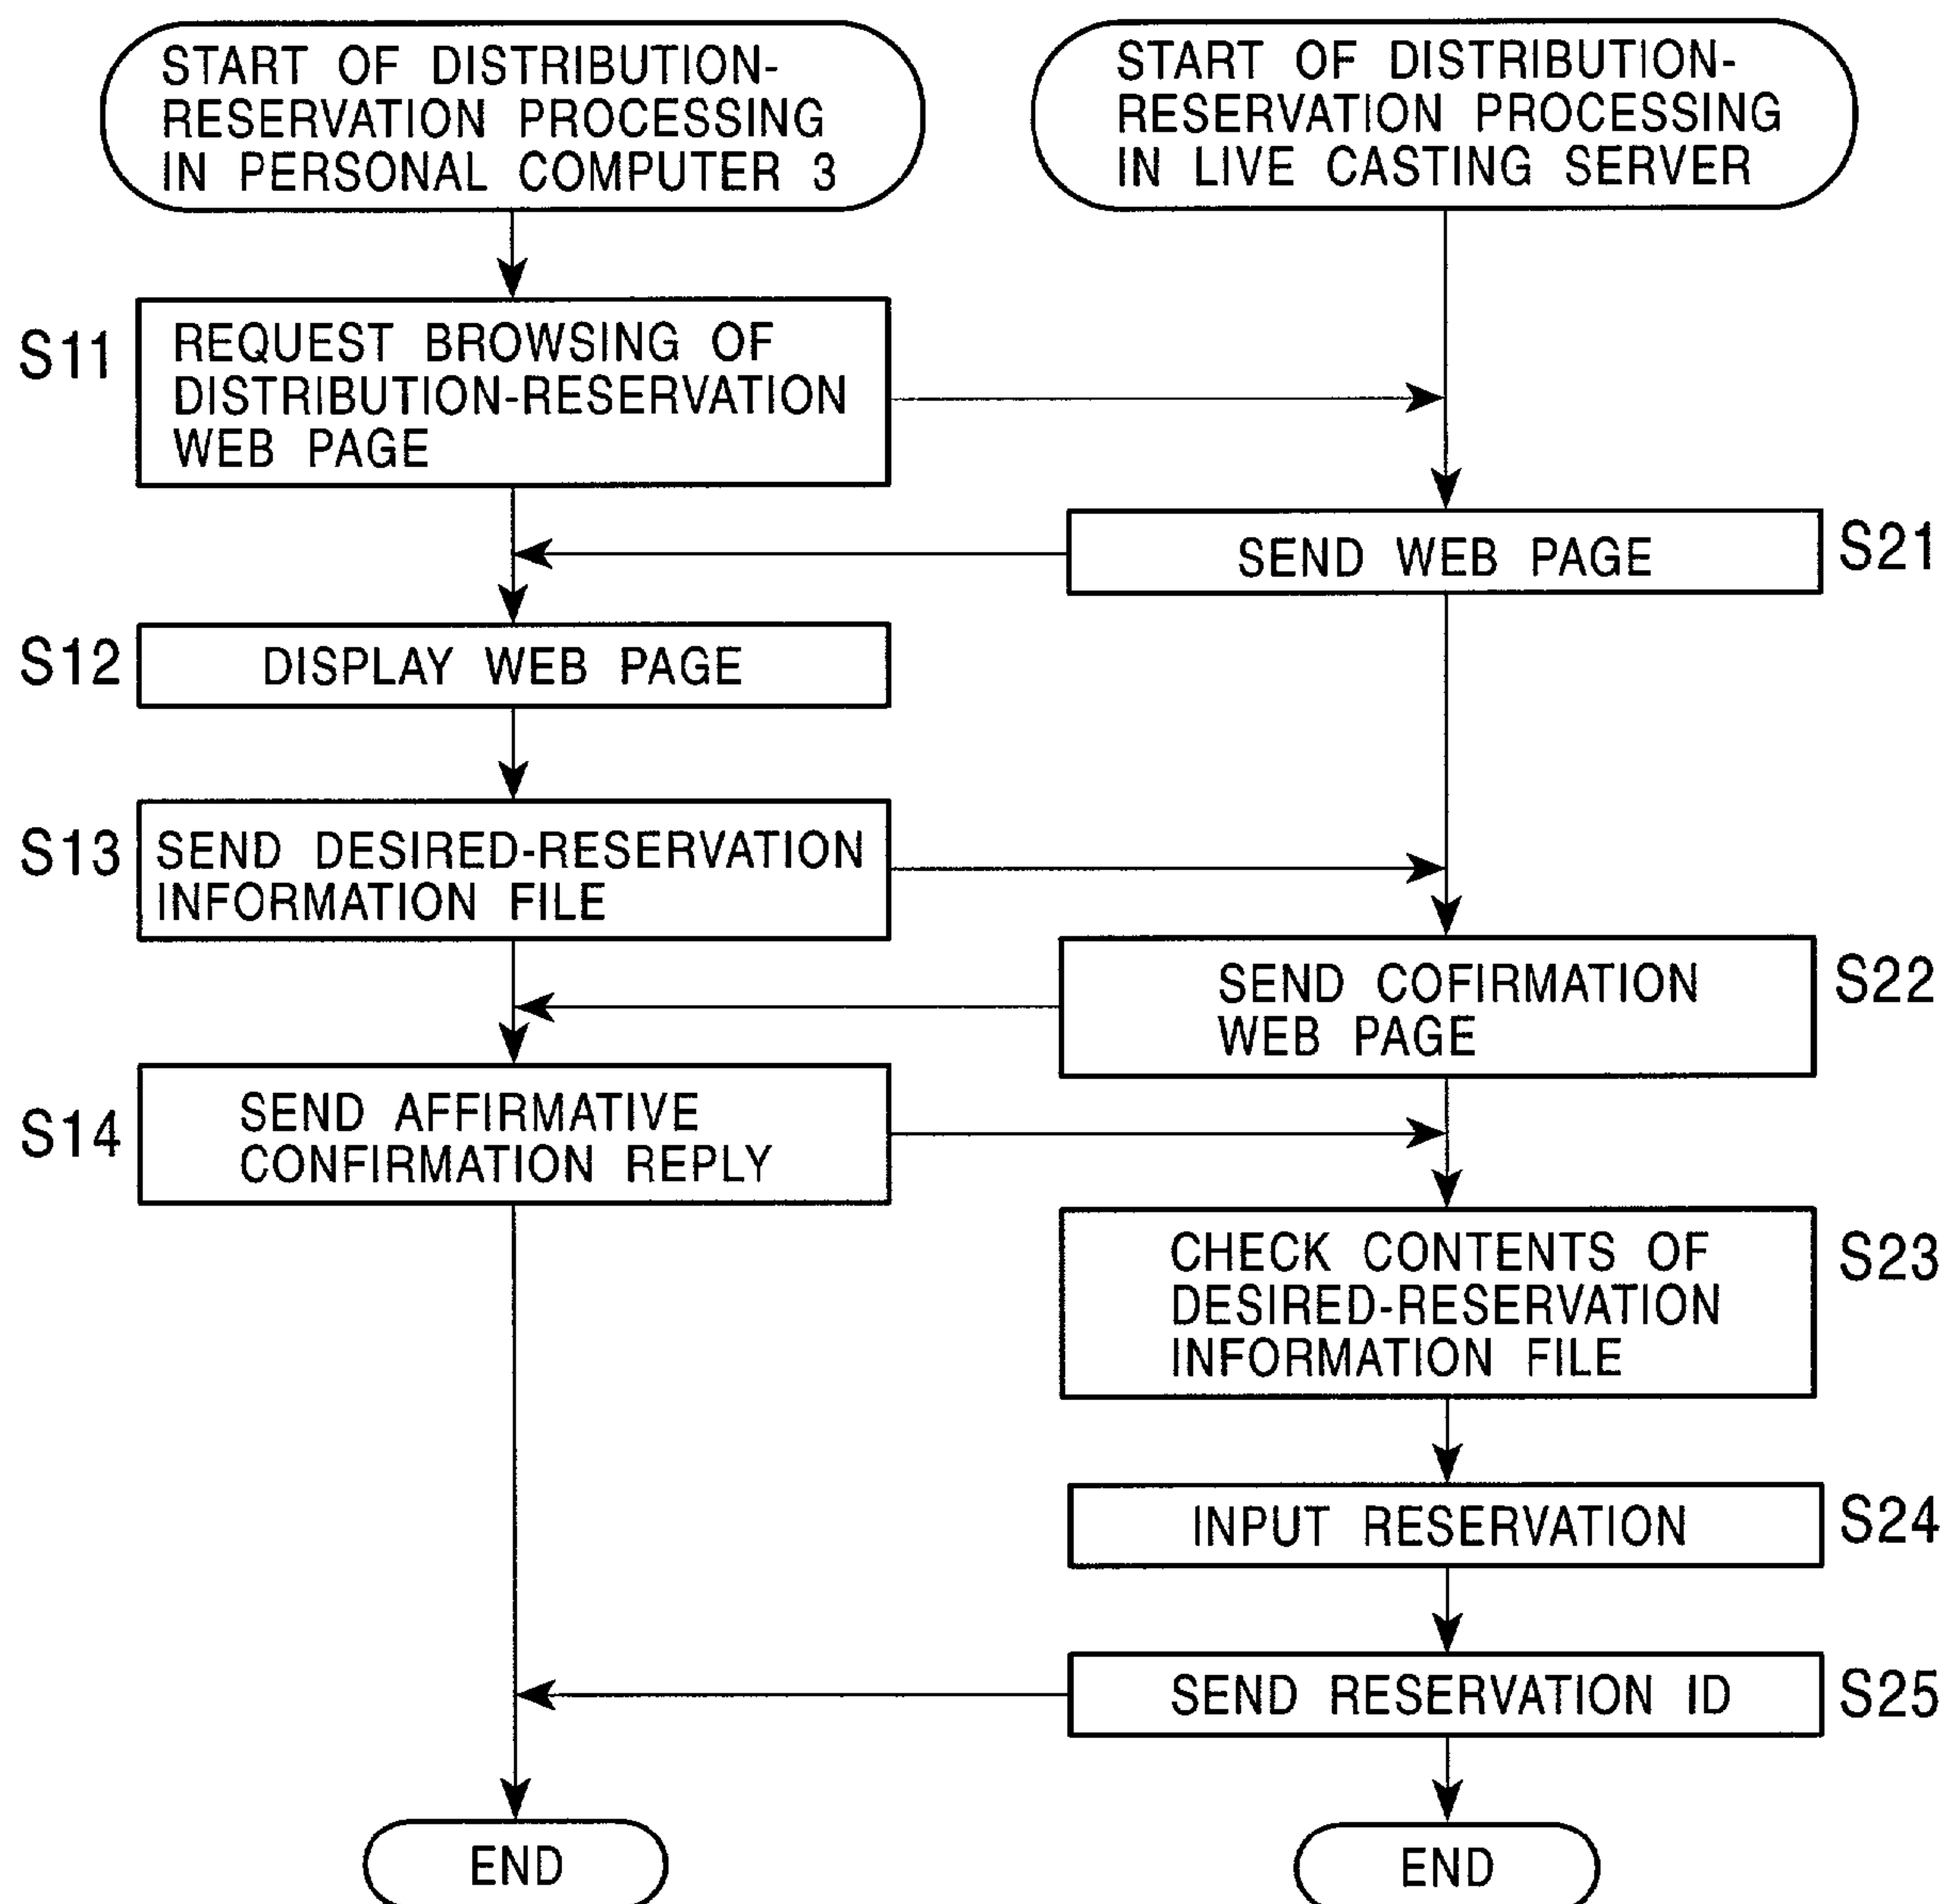 START OF DISTRIBUTION-
RESERVATION PROCESSING
IN PERSONAL COMPUTER 3
START OF DISTRIBUTION-
RESERVATION PROCESSING
IN LIVE CASTING SERVER
S11
REQUEST BROWSING OF
DISTRIBUTION-RESERVATION
WEB PAGE
SEND WEB PAGE
S21
S12
DISPLAY WEB PAGE
S13
SEND DESIRED-RESERVATION
INFORMATION FILE
SEND COFIRMATION
WEB PAGE
S22
S14
SEND AFFIRMATIVE
CONFIRMATION REPLY
CHECK CONTENTS OF
DESIRED-RESERVATION
INFORMATION FILE
S23
INPUT RESERVATION
S24
SEND RESERVATION ID
S25
END
END